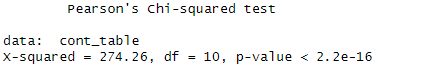 Pearson's Chi-squared test
data:  cont_table
X-squared = 274.26, df = 10, p-value < 2.2e-16